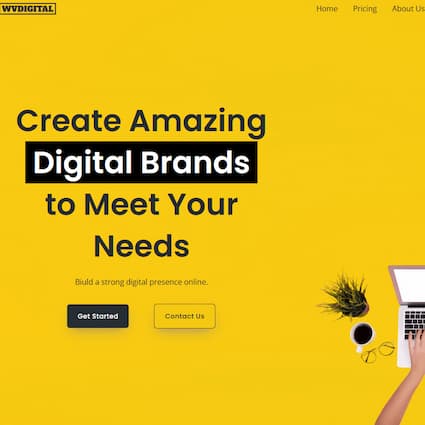 WVDIGITAL
Home Pricing About Us
Create Amazing
Digital Brands
to Meet Your
Needs
Biuld a strong digital presence online.
Get Started Contact Us